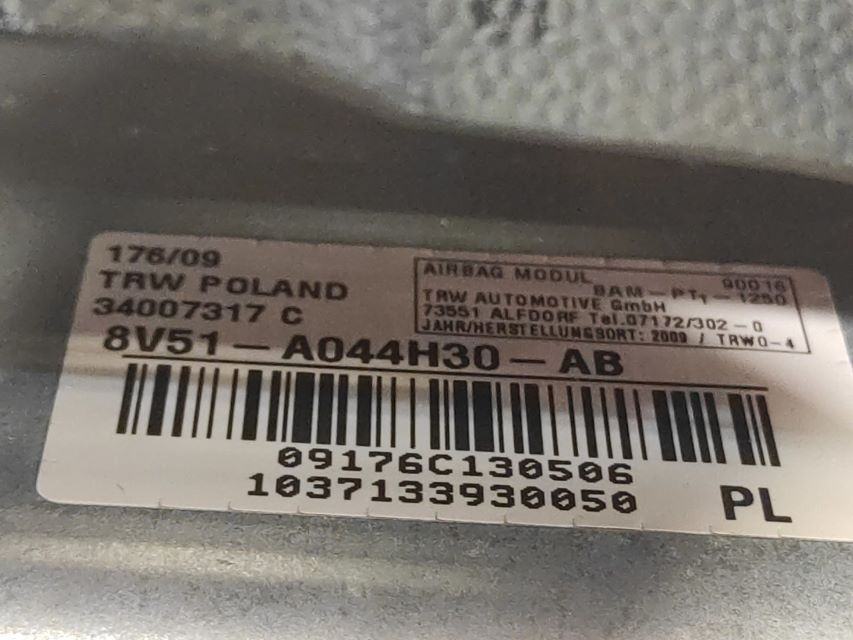 176/09
TRW POLAND
34007317 C
8V51-A044H30-AB
AIRBAG MODUL 90016
BAM-PT1-1250
TRW AUTOMOTIVE GmbH
73551 ALFDORF Tel.07172/302-0
JAHR/HERSTELLUNGSORT: 2009 / TRWO-4
09176C130506
1037133930050
PL